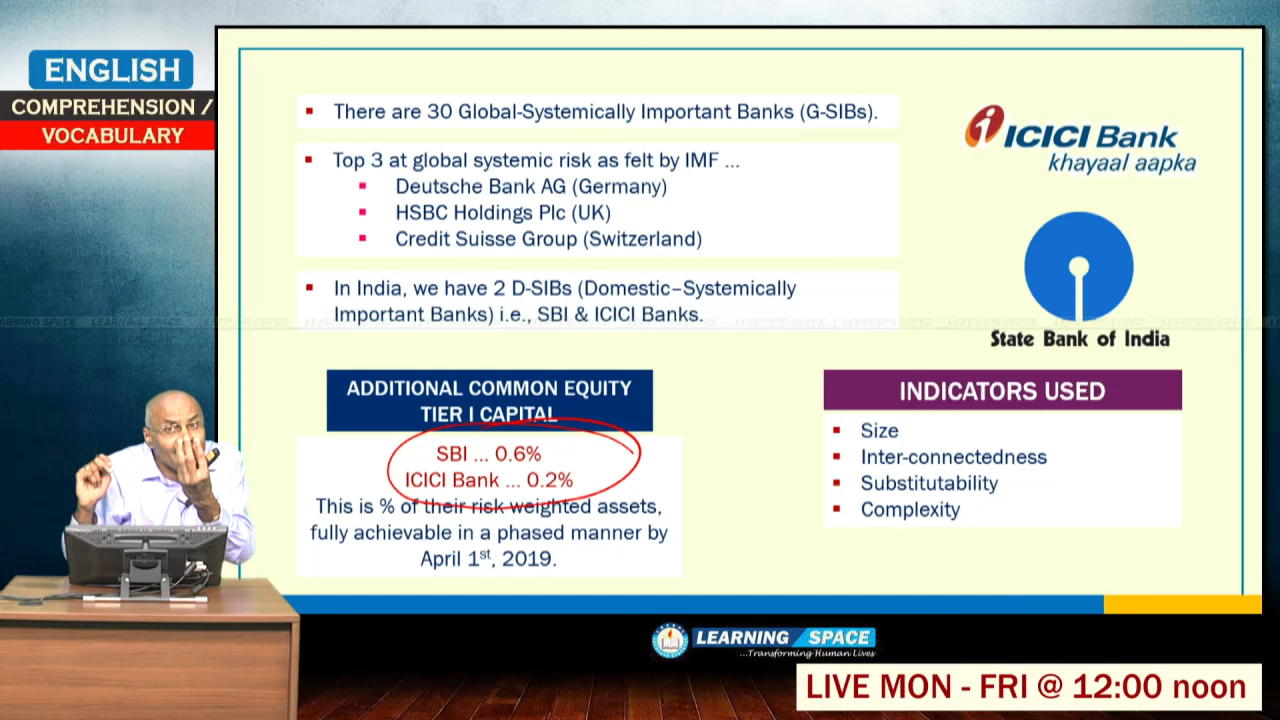 ENGLISH
COMPREHENSION /
VOCABULARY
There are 30 Global-Systemically Important Banks (G-SIBs).
Top 3 at global systemic risk as felt by IMF ...
Deutsche Bank AG (Germany)
HSBC Holdings Plc (UK)
Credit Suisse Group (Switzerland)
In India, we have 2 D-SIBs (Domestic–Systemically
Important Banks) i.e., SBI & ICICI Banks.
ICICI Bank
khayaal aapka
State Bank of India
LEARNING SPACE
ADDITIONAL COMMON EQUITY
TIER I CAPITAL
SBI ... 0.6%
ICICI Bank ... 0.2%
This is % of their risk weighted assets,
fully achievable in a phased manner by
April 1st, 2019.
INDICATORS USED
Size
Inter-connectedness
Substitutability
Complexity
LEARNING SPACE
...Transforming Human Lives
LIVE MON - FRI @ 12:00 noon